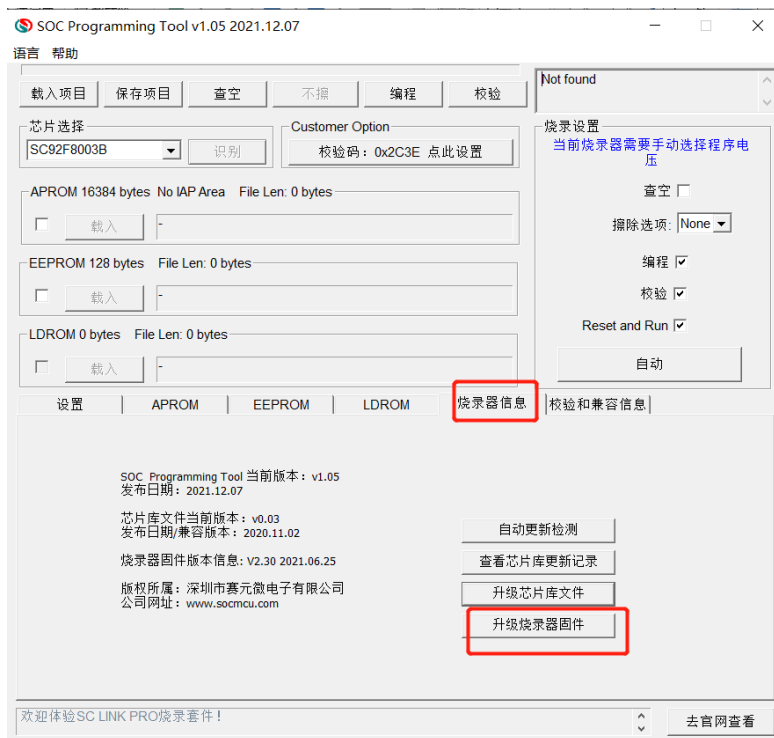 SOC Programming Tool v1.05 2021.12.07
语言 帮助
载入项目 保存项目 查空 不擦 编程 校验
Not found
芯片选择
SC92F8003B 识别
Customer Option
校验码：0x2C3E 点此设置
烧录设置
当前烧录器需要手动选择程序电
压
查空
擦除选项: None
编程
校验
Reset and Run
自动
APROM 16384 bytes No IAP Area File Len: 0 bytes
载入 -
EEPROM 128 bytes File Len: 0 bytes
载入 -
LDROM 0 bytes File Len: 0 bytes
载入 -
设置 APROM EEPROM LDROM 烧录器信息 校验和兼容信息
SOC Programming Tool 当前版本：v1.05
发布日期：2021.12.07
芯片库文件当前版本：v0.03
发布日期/兼容版本：2020.11.02
烧录器固件版本信息: V2.30 2021.06.25
版权所属：深圳市赛元微电子有限公司
公司网址：www.socmcu.com
自动更新检测
查看芯片库更新记录
升级芯片库文件
升级烧录器固件
欢迎体验SC LINK PRO烧录套件！
去官网查看